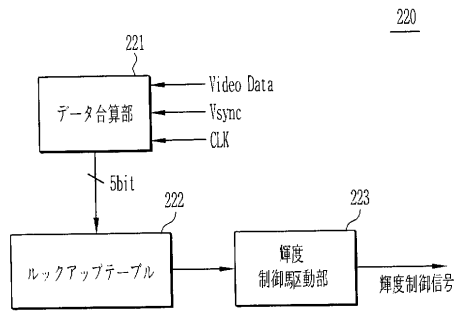 220
221
データ合算部
Video Data
Vsync
CLK
5bit
222
ルックアップテーブル
223
輝度
制御駆動部
輝度制御信号